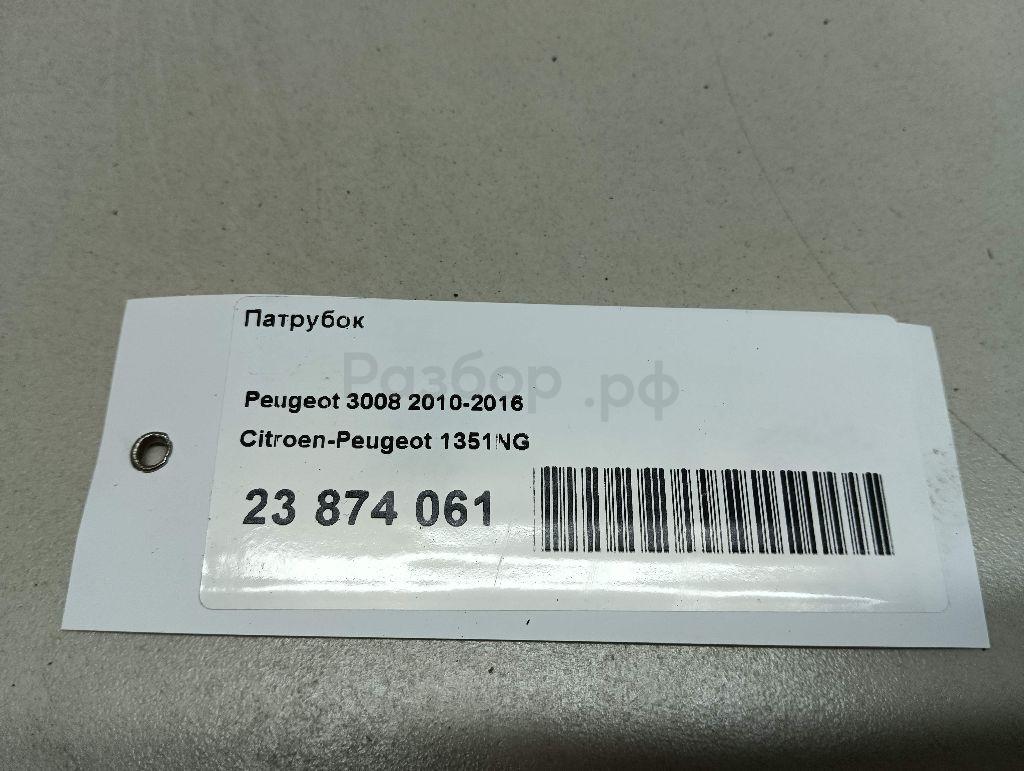 Патрубок
Разбор.рф
Peugeot 3008 2010-2016
Citroen-Peugeot 1351NG
23 874 061